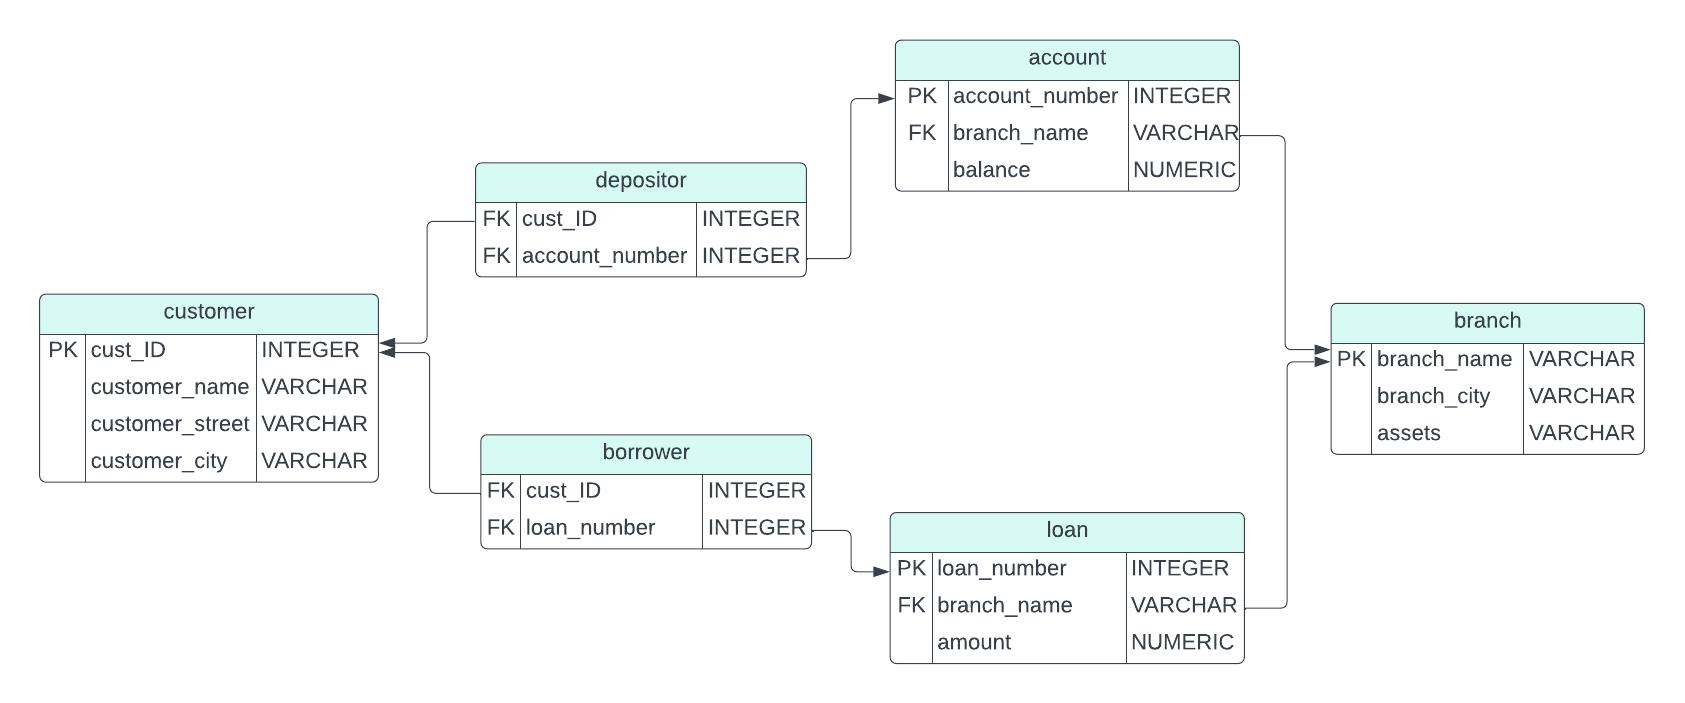 account
PK account_number INTEGER
FK branch_name VARCHAR
balance NUMERIC
depositor
FK cust_ID INTEGER
FK account_number INTEGER
customer
PK cust_ID INTEGER
customer_name VARCHAR
customer_street VARCHAR
customer_city VARCHAR
branch
PK branch_name VARCHAR
branch_city VARCHAR
assets VARCHAR
borrower
FK cust_ID INTEGER
FK loan_number INTEGER
loan
PK loan_number INTEGER
FK branch_name VARCHAR
amount NUMERIC